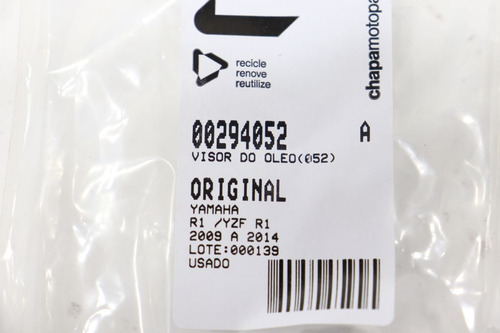 recicle
renove
reutilize
chapamotopa
00294052 A
VISOR DO OLEO(052)
ORIGINAL
YAMAHA
R1 /YZF R1
2009 A 2014
LOTE:000139
USADO